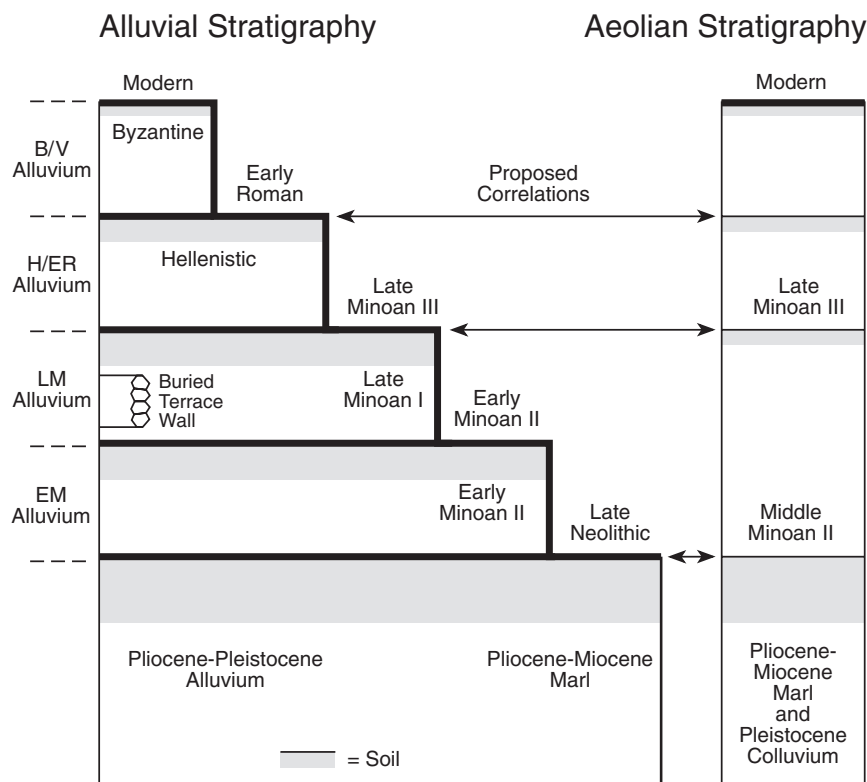 Alluvial Stratigraphy
Aeolian Stratigraphy
Modern
Modern
B/V
Alluvium
Byzantine
Early
Roman
Proposed
Correlations
H/ER
Alluvium
Hellenistic
Late
Minoan III
Late
Minoan III
LM
Alluvium
Buried
Terrace
Wall
Late
Minoan I
Early
Minoan II
EM
Alluvium
Early
Minoan II
Late
Neolithic
Middle
Minoan II
Pliocene-Pleistocene
Alluvium
Pliocene-Miocene
Marl
Pliocene-
Miocene
Marl
and
Pleistocene
Colluvium
= Soil